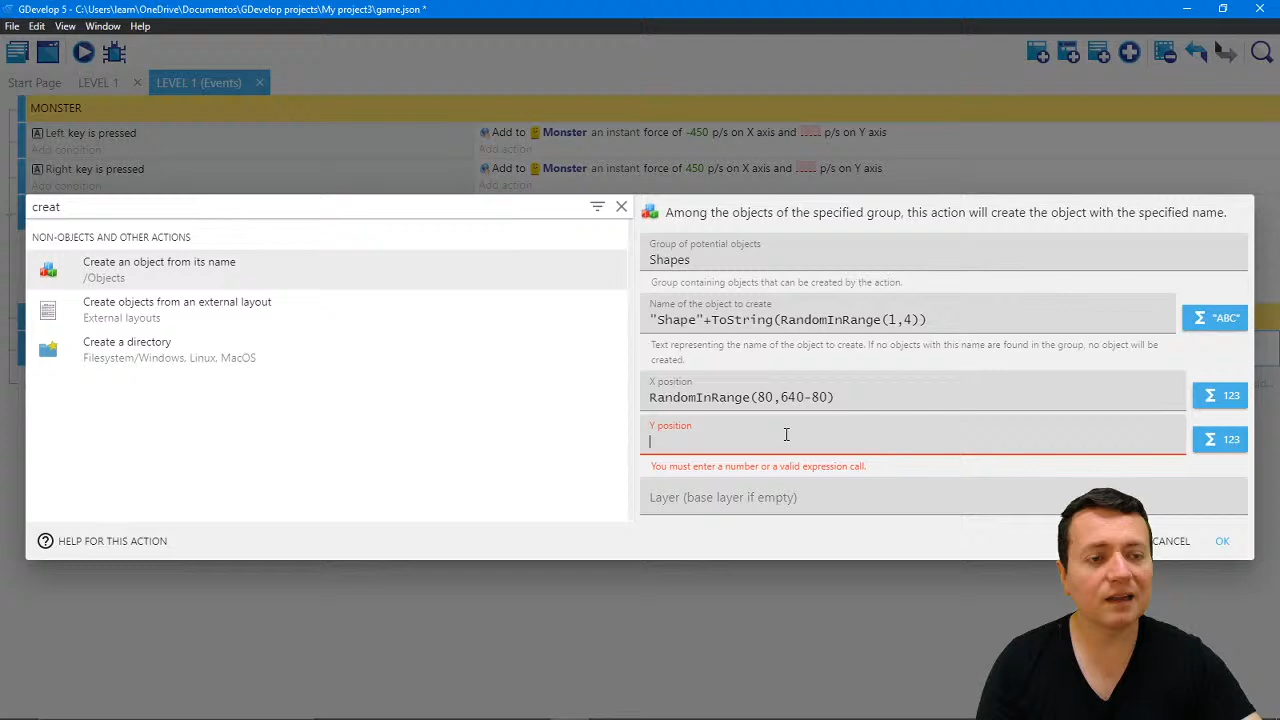 GDevelop 5 - C:\Users\learn\OneDrive\Documentos\GDevelop projects\My project3\game.json *
File Edit View Window Help
Start Page LEVEL 1 × LEVEL 1 (Events) ×
MONSTER
Left key is pressed
Add condition
Add to Monster an instant force of -450 p/s on X axis and p/s on Y axis
Add action
Right key is pressed
Add condition
Add to Monster an instant force of 450 p/s on X axis and p/s on Y axis
Add action
creat
NON-OBJECTS AND OTHER ACTIONS
Create an object from its name
/Objects
Create objects from an external layout
External layouts
Create a directory
Filesystem/Windows, Linux, MacOS
HELP FOR THIS ACTION
Among the objects of the specified group, this action will create the object with the specified name.
Group of potential objects
Shapes
Group containing objects that can be created by the action.
Name of the object to create
"Shape"+ToString(RandomInRange(1,4))
Σ "ABC"
Text representing the name of the object to create. If no objects with this name are found in the group, no object will be
created.
X position
RandomInRange(80,640-80)
Σ 123
Y position
Σ 123
You must enter a number or a valid expression call.
Layer (base layer if empty)
CANCEL OK